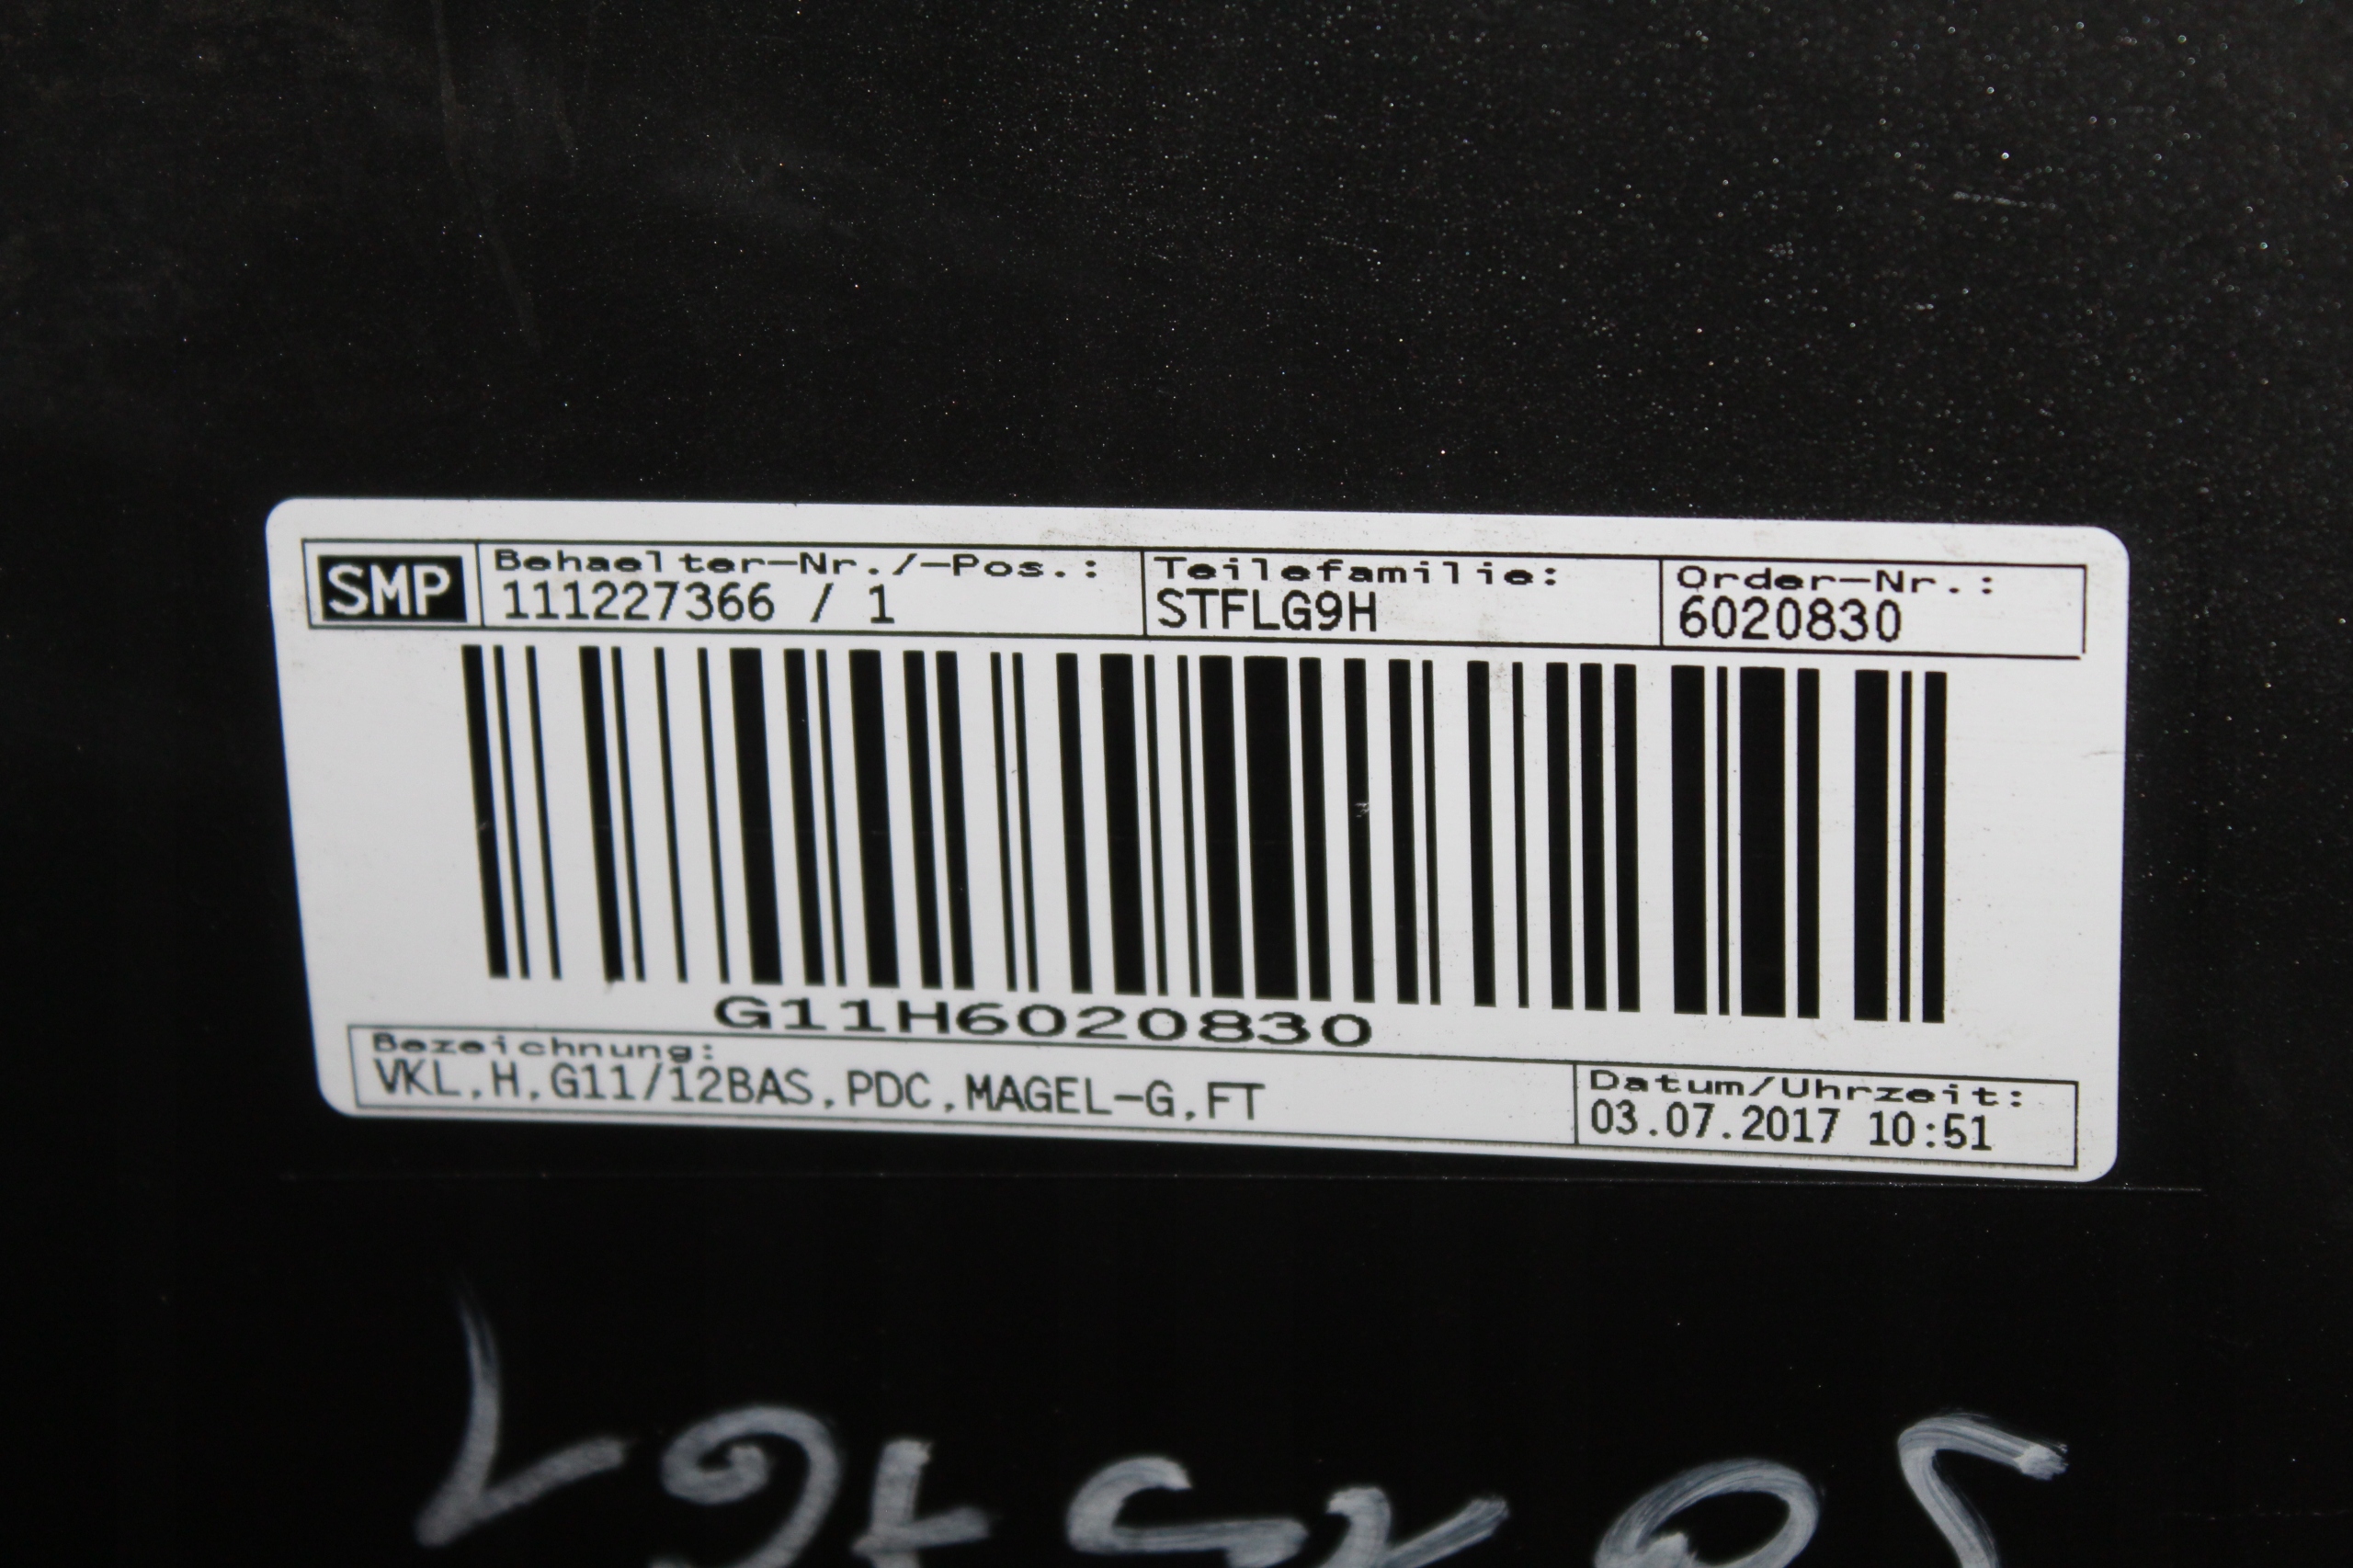 SMP
Behaelter-Nr./-Pos.: Teilefamilie: Order-Nr.:
111227366 / 1 STFLG9H 6020830
G11H6020830
Bezeichnung: Datum/Uhrzeit:
VKL,H,G11/12BAS,PDC,MAGEL-G,FT 03.07.2017 10:51